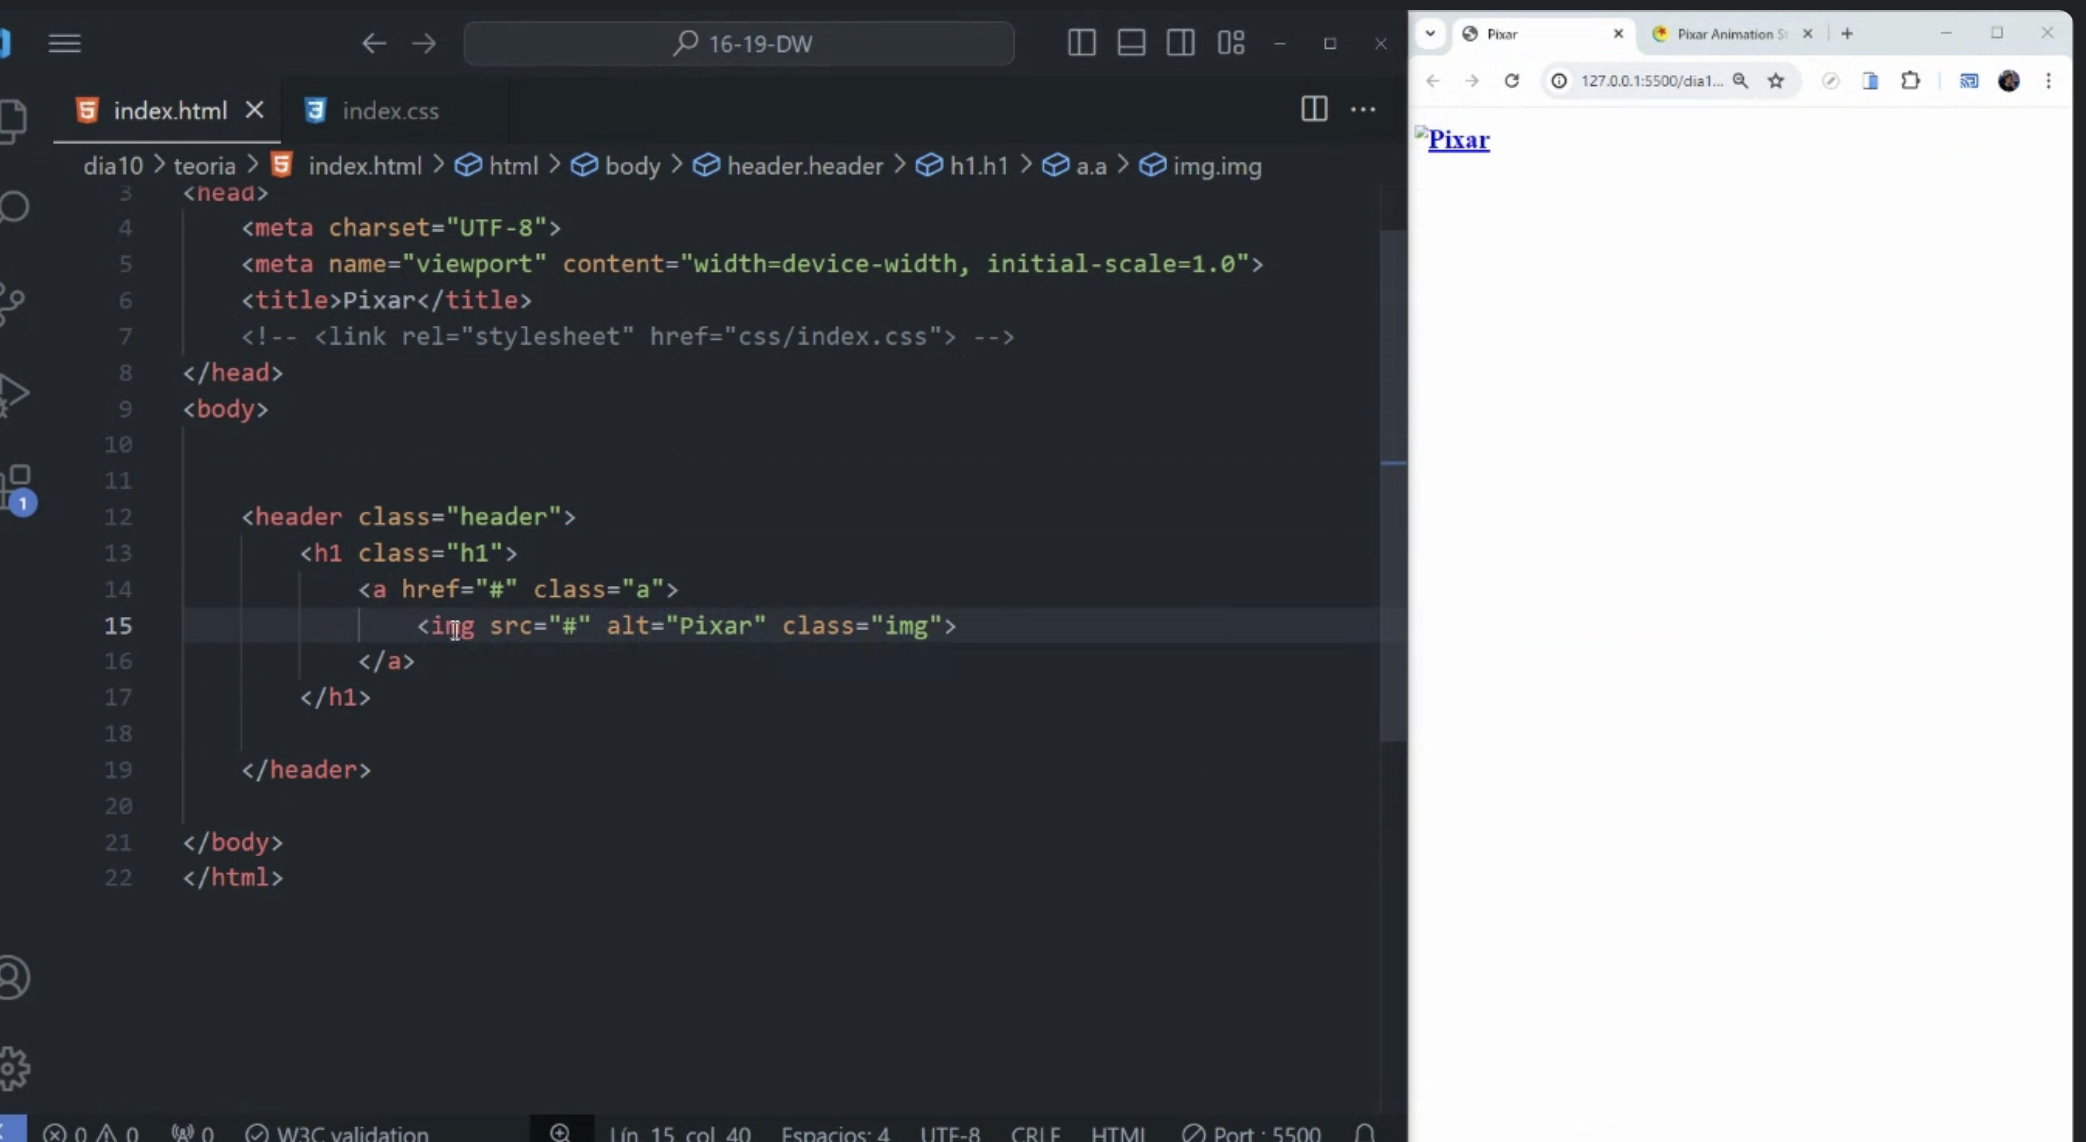 16-19-DW
index.html
index.css
dia10 > teoria > index.html > html > body > header.header > h1.h1 > a.a > img.img
3 <head>
4 <meta charset="UTF-8">
5 <meta name="viewport" content="width=device-width, initial-scale=1.0">
6 <title>Pixar</title>
7 <!-- <link rel="stylesheet" href="css/index.css"> -->
8 </head>
9 <body>
10
11
12 <header class="header">
13 <h1 class="h1">
14 <a href="#" class="a">
15 <img src="#" alt="Pixar" class="img">
16 </a>
17 </h1>
18
19 </header>
20
21 </body>
22 </html>
1
0 0 0 W3C validation Lín. 15, col. 40 Espacios: 4 UTF-8 CRLF HTML Port : 5500
Pixar
Pixar Animation S
127.0.0.1:5500/dia1...
Pixar